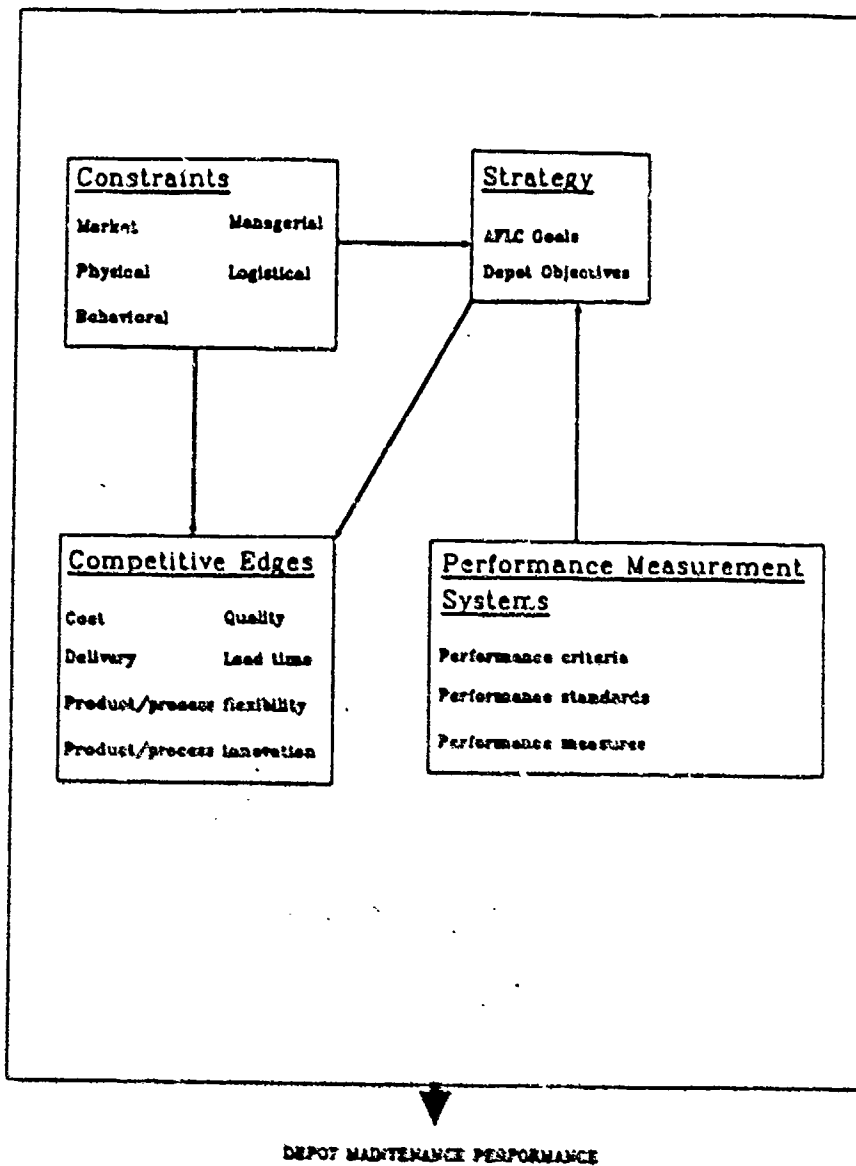 Constraints
Market Managerial
Physical Logistical
Behavioral
Strategy
AFLC Goals
Depot Objectives
Competitive Edges
Cost Quality
Delivery Lead time
Product/process flexibility
Product/process innovation
Performance Measurement
Systems
Performance criteria
Performance standards
Performance measures
DEPOT MAINTENANCE PERFORMANCE